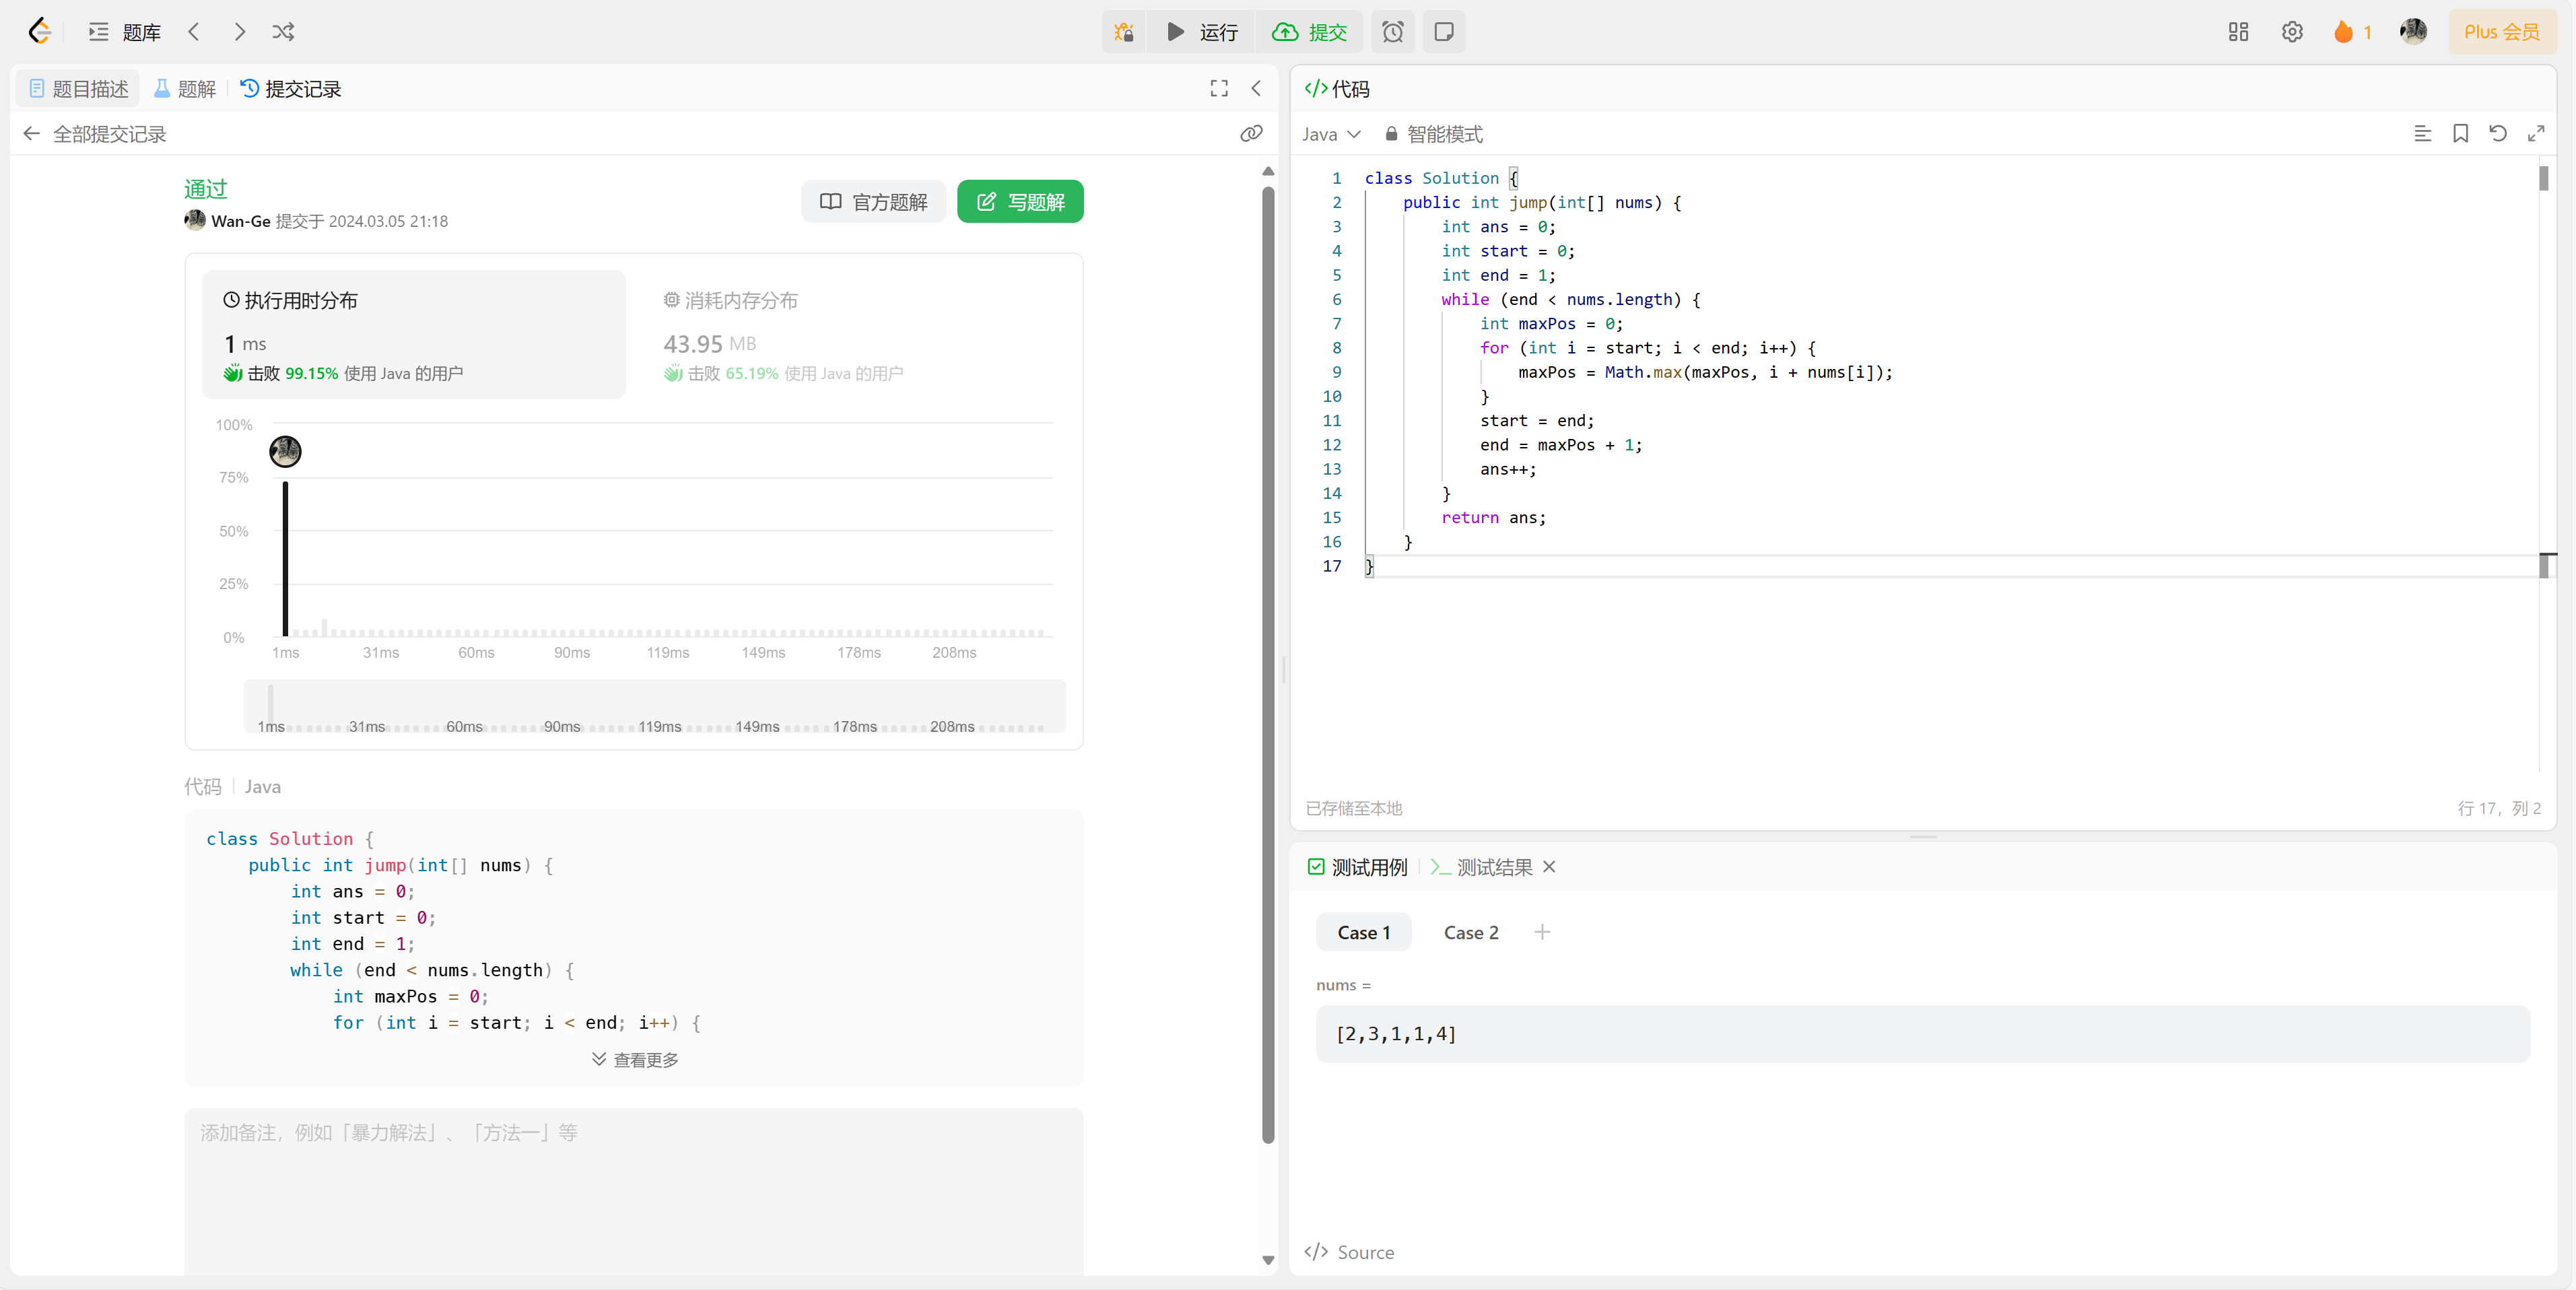 题库
运行
提交
1
Plus 会员
题目描述
题解
提交记录
全部提交记录
通过
Wan-Ge 提交于 2024.03.05 21:18
官方题解
写题解
执行用时分布
1 ms
击败 99.15% 使用 Java 的用户
消耗内存分布
43.95 MB
击败 65.19% 使用 Java 的用户
100%
75%
50%
25%
0%
1ms 31ms 60ms 90ms 119ms 149ms 178ms 208ms
1ms 31ms 60ms 90ms 119ms 149ms 178ms 208ms
代码 | Java
class Solution {
    public int jump(int[] nums) {
        int ans = 0;
        int start = 0;
        int end = 1;
        while (end < nums.length) {
            int maxPos = 0;
            for (int i = start; i < end; i++) {
查看更多
添加备注，例如「暴力解法」、「方法一」等
</> 代码
Java
智能模式
1 class Solution {
2     public int jump(int[] nums) {
3         int ans = 0;
4         int start = 0;
5         int end = 1;
6         while (end < nums.length) {
7             int maxPos = 0;
8             for (int i = start; i < end; i++) {
9                 maxPos = Math.max(maxPos, i + nums[i]);
10             }
11             start = end;
12             end = maxPos + 1;
13             ans++;
14         }
15         return ans;
16     }
17 }
已存储至本地
行 17，列 2
测试用例
测试结果
Case 1
Case 2
nums =
[2,3,1,1,4]
</> Source